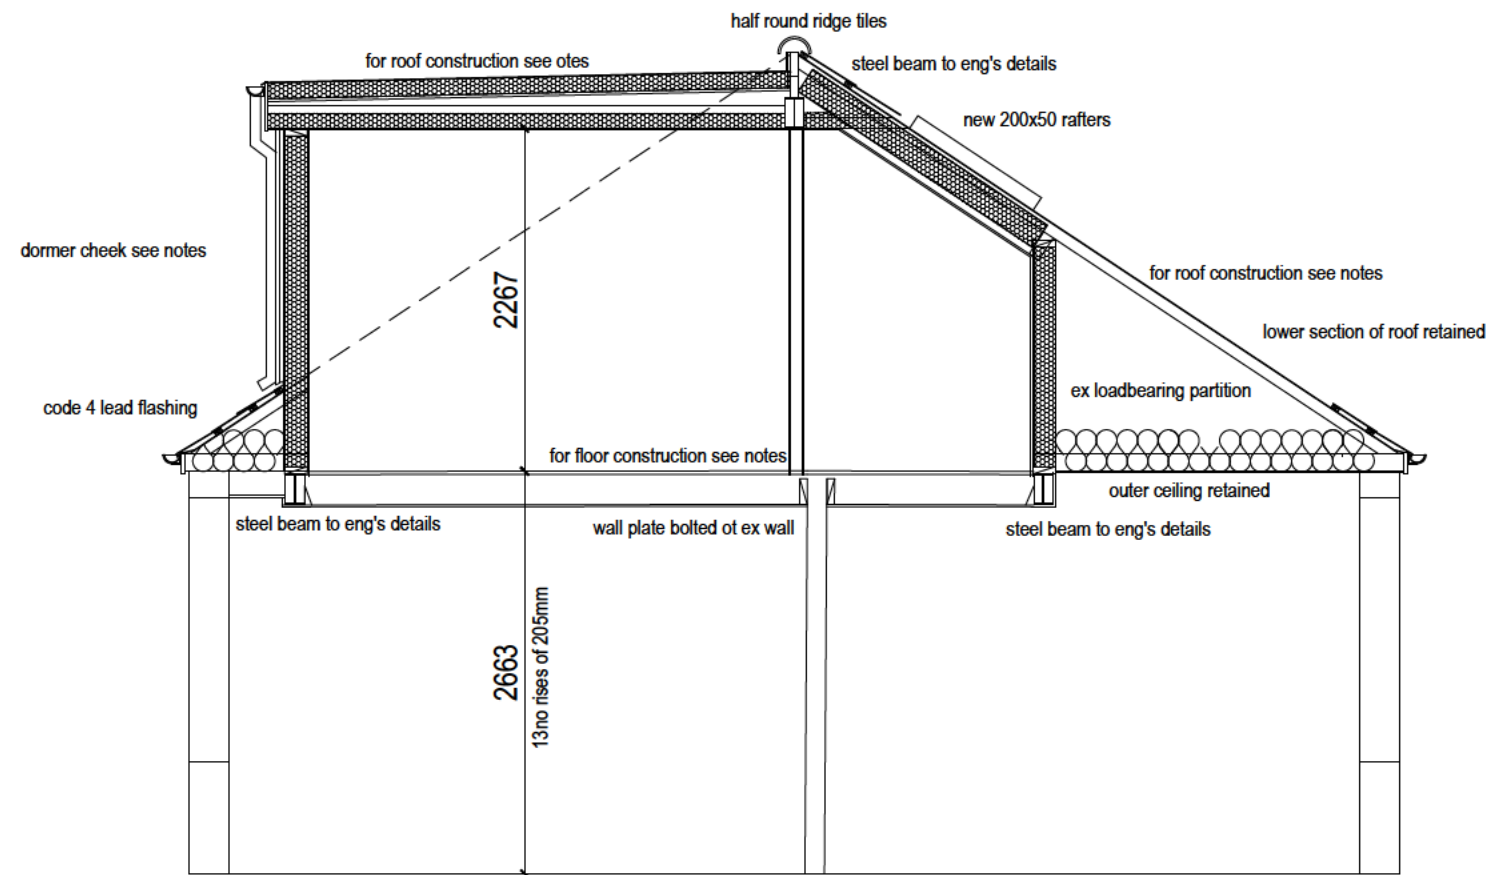 half round ridge tiles
for roof construction see otes
steel beam to eng's details
new 200x50 rafters
dormer cheek see notes
2267
for roof construction see notes
lower section of roof retained
code 4 lead flashing
ex loadbearing partition
for floor construction see notes
outer ceiling retained
steel beam to eng's details
wall plate bolted ot ex wall
steel beam to eng's details
2663
13no rises of 205mm